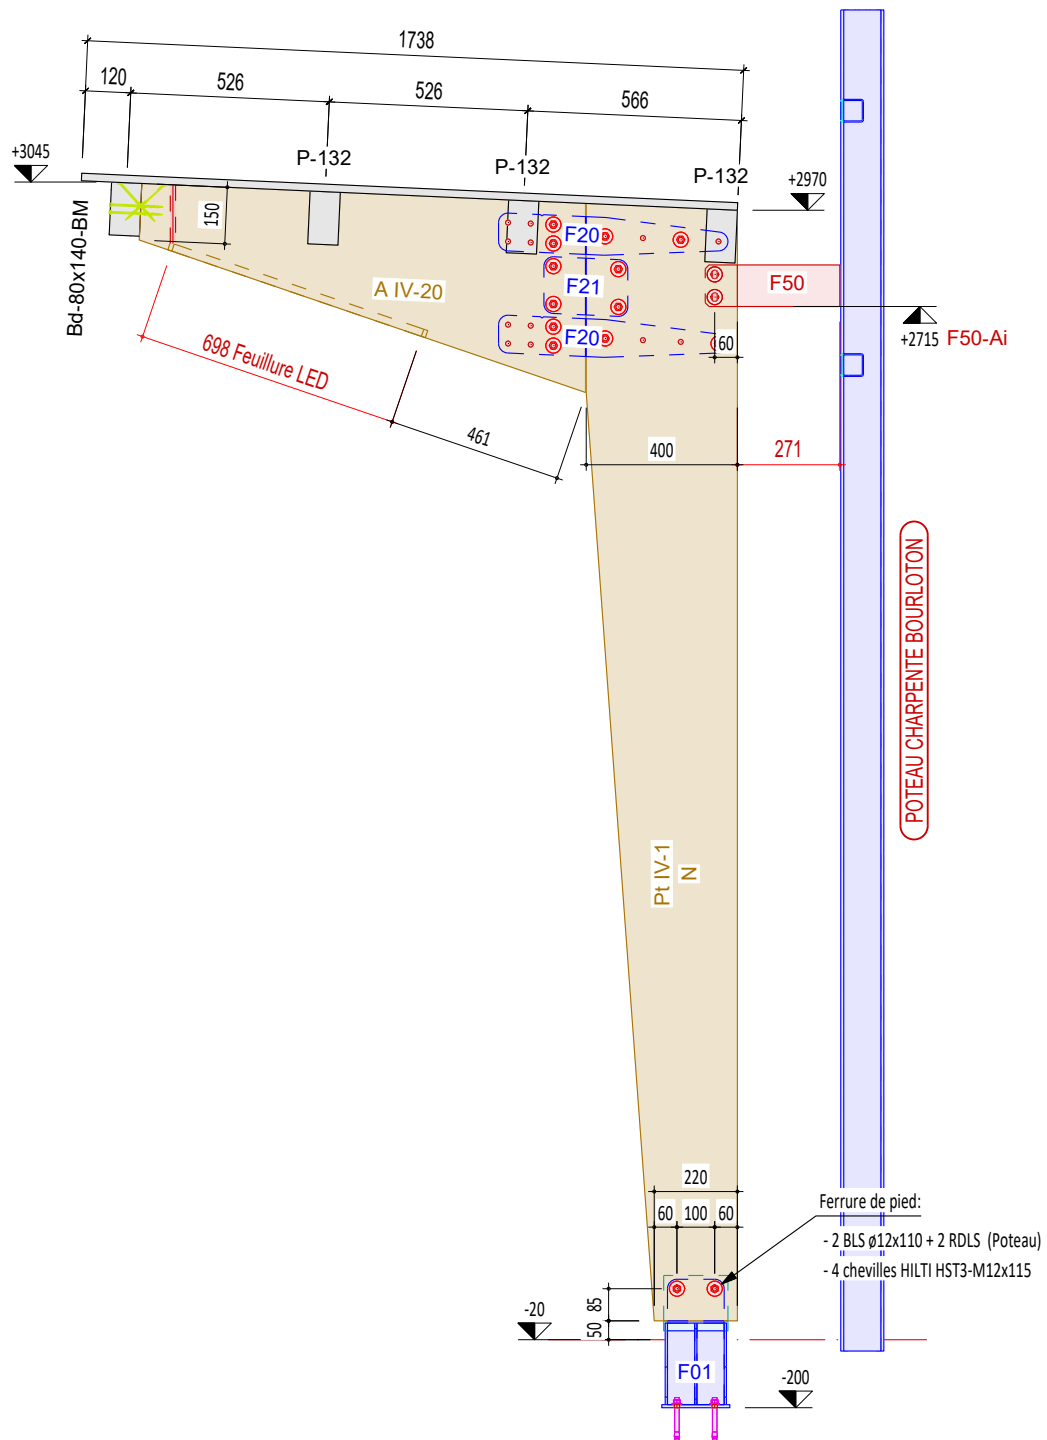 1738
120
526
526
566
+3045
P-132
P-132
P-132
+2970
150
Bd-80x140-BM
F20
A IV-20
F21
F50
F20
60
+2715 F50-Ai
698 Feuillure LED
461
400
271
POTEAU CHARPENTE BOURLOTON
Pt IV-1
N
220
60
100
60
Ferrure de pied:
- 2 BLS ø12x110 + 2 RDLS (Poteau)
- 4 chevilles HILTI HST3-M12x115
85
50
-20
F01
-200